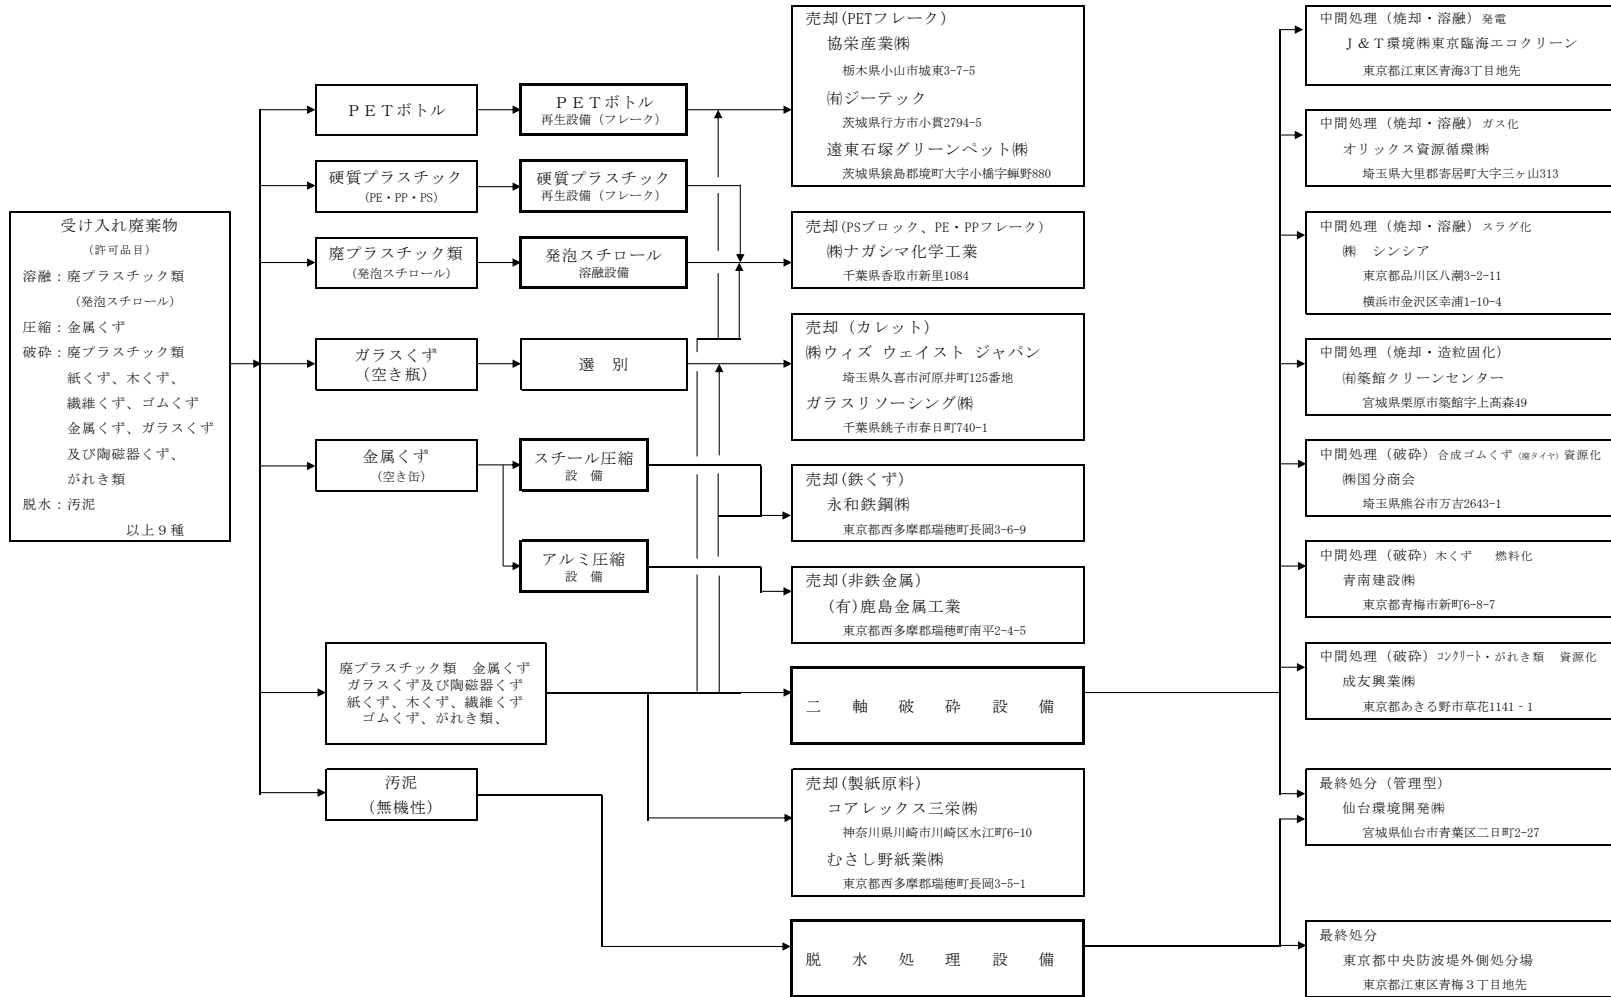 受け入れ廃棄物
(許可品目)
溶融：廃プラスチック類
(発泡スチロール)
圧縮：金属くず
破砕：廃プラスチック類
紙くず、木くず、
繊維くず、ゴムくず
金属くず、ガラスくず
及び陶磁器くず、
がれき類
脱水：汚泥
以上９種
ＰＥＴボトル
硬質プラスチック
(PE・PP・PS)
廃プラスチック類
(発泡スチロール)
ガラスくず
(空き瓶)
金属くず
(空き缶)
廃プラスチック類　金属くず
ガラスくず及び陶磁器くず
紙くず、木くず、繊維くず
ゴムくず、がれき類、
汚泥
(無機性)
ＰＥＴボトル
再生設備（フレーク）
硬質プラスチック
再生設備（フレーク）
発泡スチロール
溶融設備
選　別
スチール圧縮
設　備
アルミ圧縮
設　備
売却(PETフレーク)
協栄産業㈱
栃木県小山市城東3-7-5
㈲ジーテック
茨城県行方市小貫2794-5
遠東石塚グリーンペット㈱
茨城県猿島郡境町大字小橋字蝉野880
売却(PSブロック、PE・PPフレーク)
㈱ナガシマ化学工業
千葉県香取市新里1084
売却（カレット）
㈱ウィズ ウェイスト ジャパン
埼玉県久喜市河原井町125番地
ガラスリソーシング㈱
千葉県銚子市春日町740-1
売却(鉄くず)
永和鉄鋼㈱
東京都西多摩郡瑞穂町長岡3-6-9
売却(非鉄金属)
(有)鹿島金属工業
東京都西多摩郡瑞穂町南平2-4-5
二　軸　破　砕　設　備
売却(製紙原料)
コアレックス三栄㈱
神奈川県川崎市川崎区水江町6-10
むさし野紙業㈱
東京都西多摩郡瑞穂町長岡3-5-1
脱　水　処　理　設　備
中間処理（焼却・溶融）発電
Ｊ＆Ｔ環境㈱東京臨海エコクリーン
東京都江東区青海3丁目地先
中間処理（焼却・溶融）ガス化
オリックス資源循環㈱
埼玉県大里郡寄居町大字三ヶ山313
中間処理（焼却・溶融）スラグ化
㈱　シンシア
東京都品川区八潮3-2-11
横浜市金沢区幸浦1-10-4
中間処理（焼却・造粒固化）
㈲築館クリーンセンター
宮城県栗原市築館字上髙森49
中間処理（破砕）合成ゴムくず（廃タイヤ）資源化
㈱国分商会
埼玉県熊谷市万吉2643-1
中間処理（破砕）木くず　　燃料化
青南建設㈱
東京都青梅市新町6-8-7
中間処理（破砕）ｺﾝｸﾘｰﾄ・がれき類　資源化
成友興業㈱
東京都あきる野市草花1141‐1
最終処分（管理型）
仙台環境開発㈱
宮城県仙台市青葉区二日町2-27
最終処分
東京都中央防波堤外側処分場
東京都江東区青梅３丁目地先